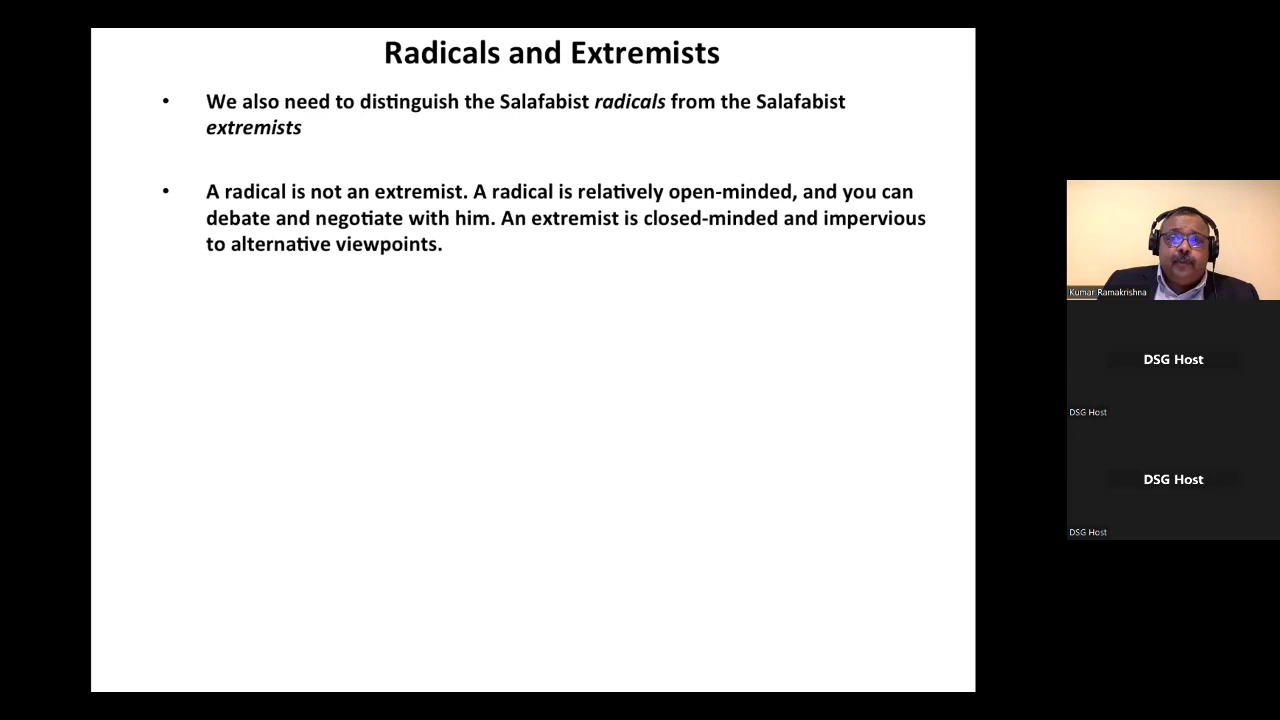 Radicals and Extremists
• We also need to distinguish the Salafabist radicals from the Salafabist
extremists
• A radical is not an extremist. A radical is relatively open-minded, and you can
debate and negotiate with him. An extremist is closed-minded and impervious
to alternative viewpoints.
Kumar Ramakrishna
DSG Host
DSG Host
DSG Host
DSG Host